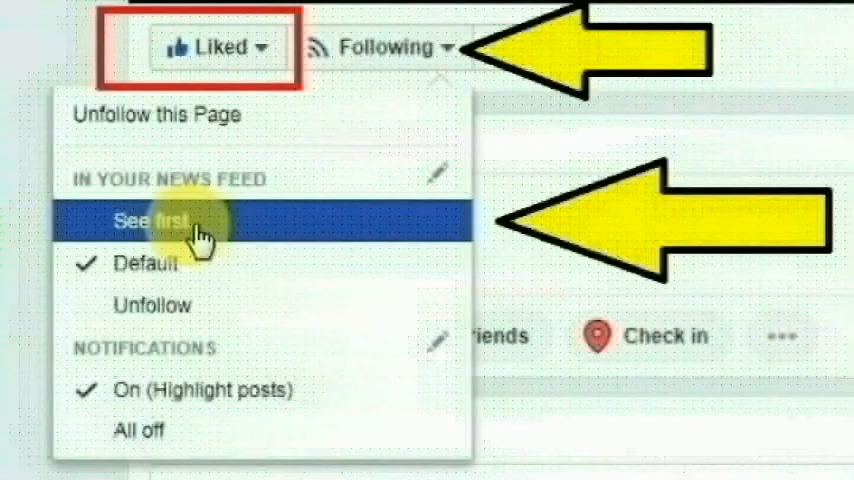 Liked Following
Unfollow this Page
IN YOUR NEWS FEED
See first
Default
Unfollow
riends Check in
NOTIFICATIONS
On (Highlight posts)
All off